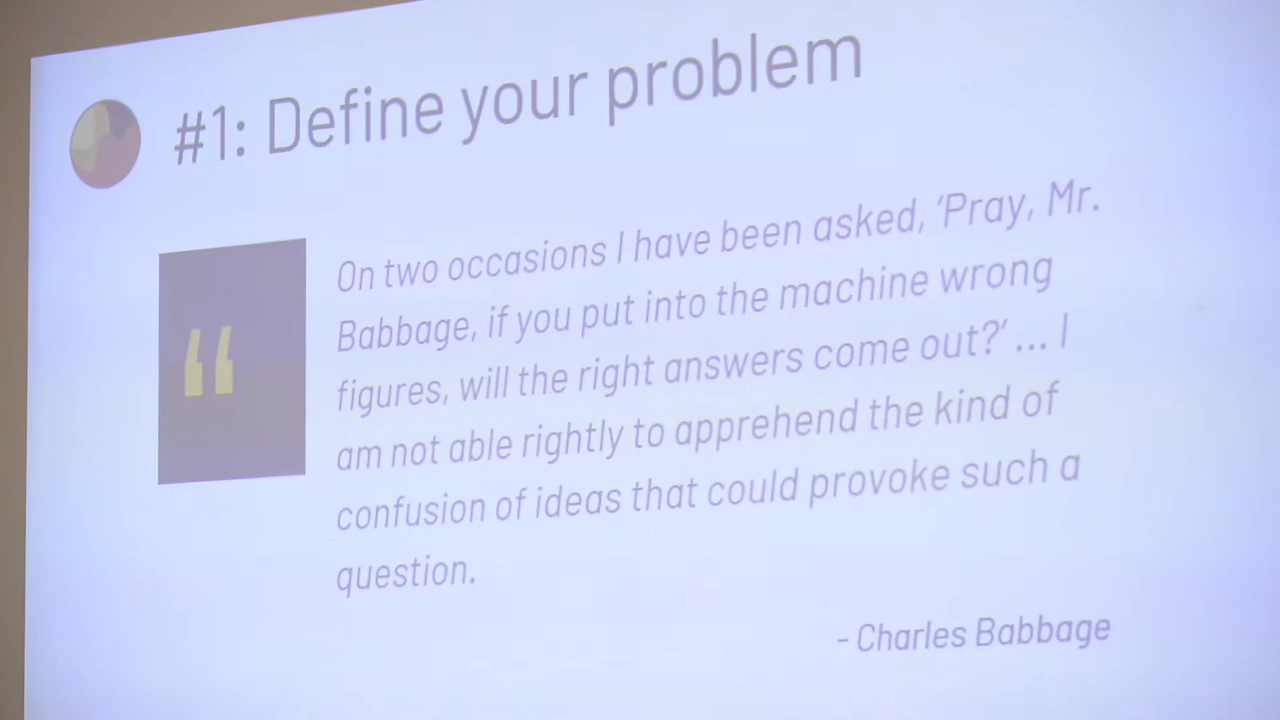 #1: Define your problem
“
On two occasions I have been asked, ‘Pray, Mr.
Babbage, if you put into the machine wrong
figures, will the right answers come out?’ ... I
am not able rightly to apprehend the kind of
confusion of ideas that could provoke such a
question.
- Charles Babbage